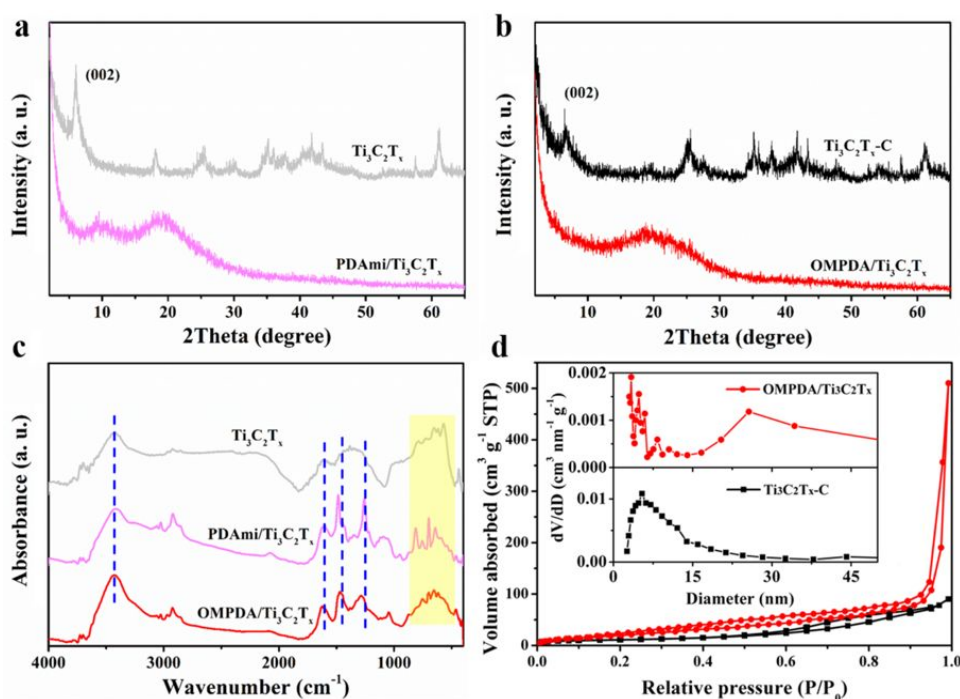 a
(002)
Ti₃C₂Tₓ
PDAmi/Ti₃C₂Tₓ
Intensity (a. u.)
10 20 30 40 50 60
2Theta (degree)
b
(002)
Ti₃C₂Tₓ-C
OMPDA/Ti₃C₂Tₓ
Intensity (a. u.)
10 20 30 40 50 60
2Theta (degree)
c
Ti₃C₂Tₓ
PDAmi/Ti₃C₂Tₓ
OMPDA/Ti₃C₂Tₓ
Absorbance (a. u.)
4000 3000 2000 1000
Wavenumber (cm⁻¹)
d
Volume absorbed (cm³ g⁻¹ STP)
500
400
300
200
100
0
0.0 0.2 0.4 0.6 0.8 1.0
Relative pressure (P/P₀)
dV/dD (cm³ nm⁻¹ g⁻¹)
0.002
0.001
0.000
OMPDA/Ti3C2Tx
0.01
0.00
Ti3C2Tx-C
15 30 45
Diameter (nm)